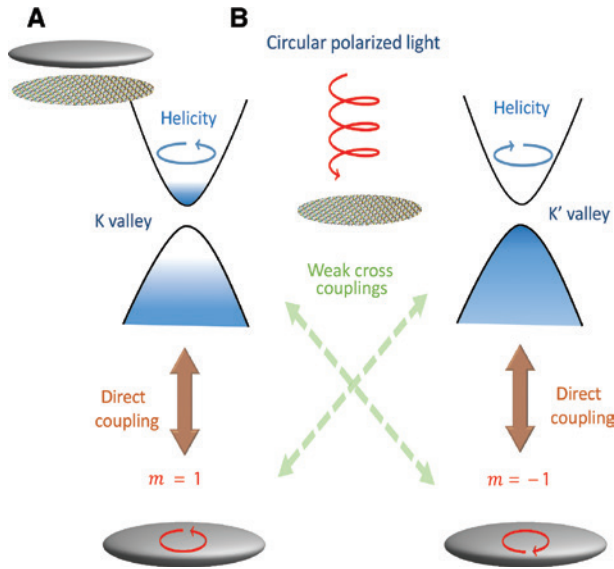 A
B
Circular polarized light
Helicity
Helicity
K valley
K' valley
Weak cross
couplings
Direct
coupling
Direct
coupling
m = 1
m = −1